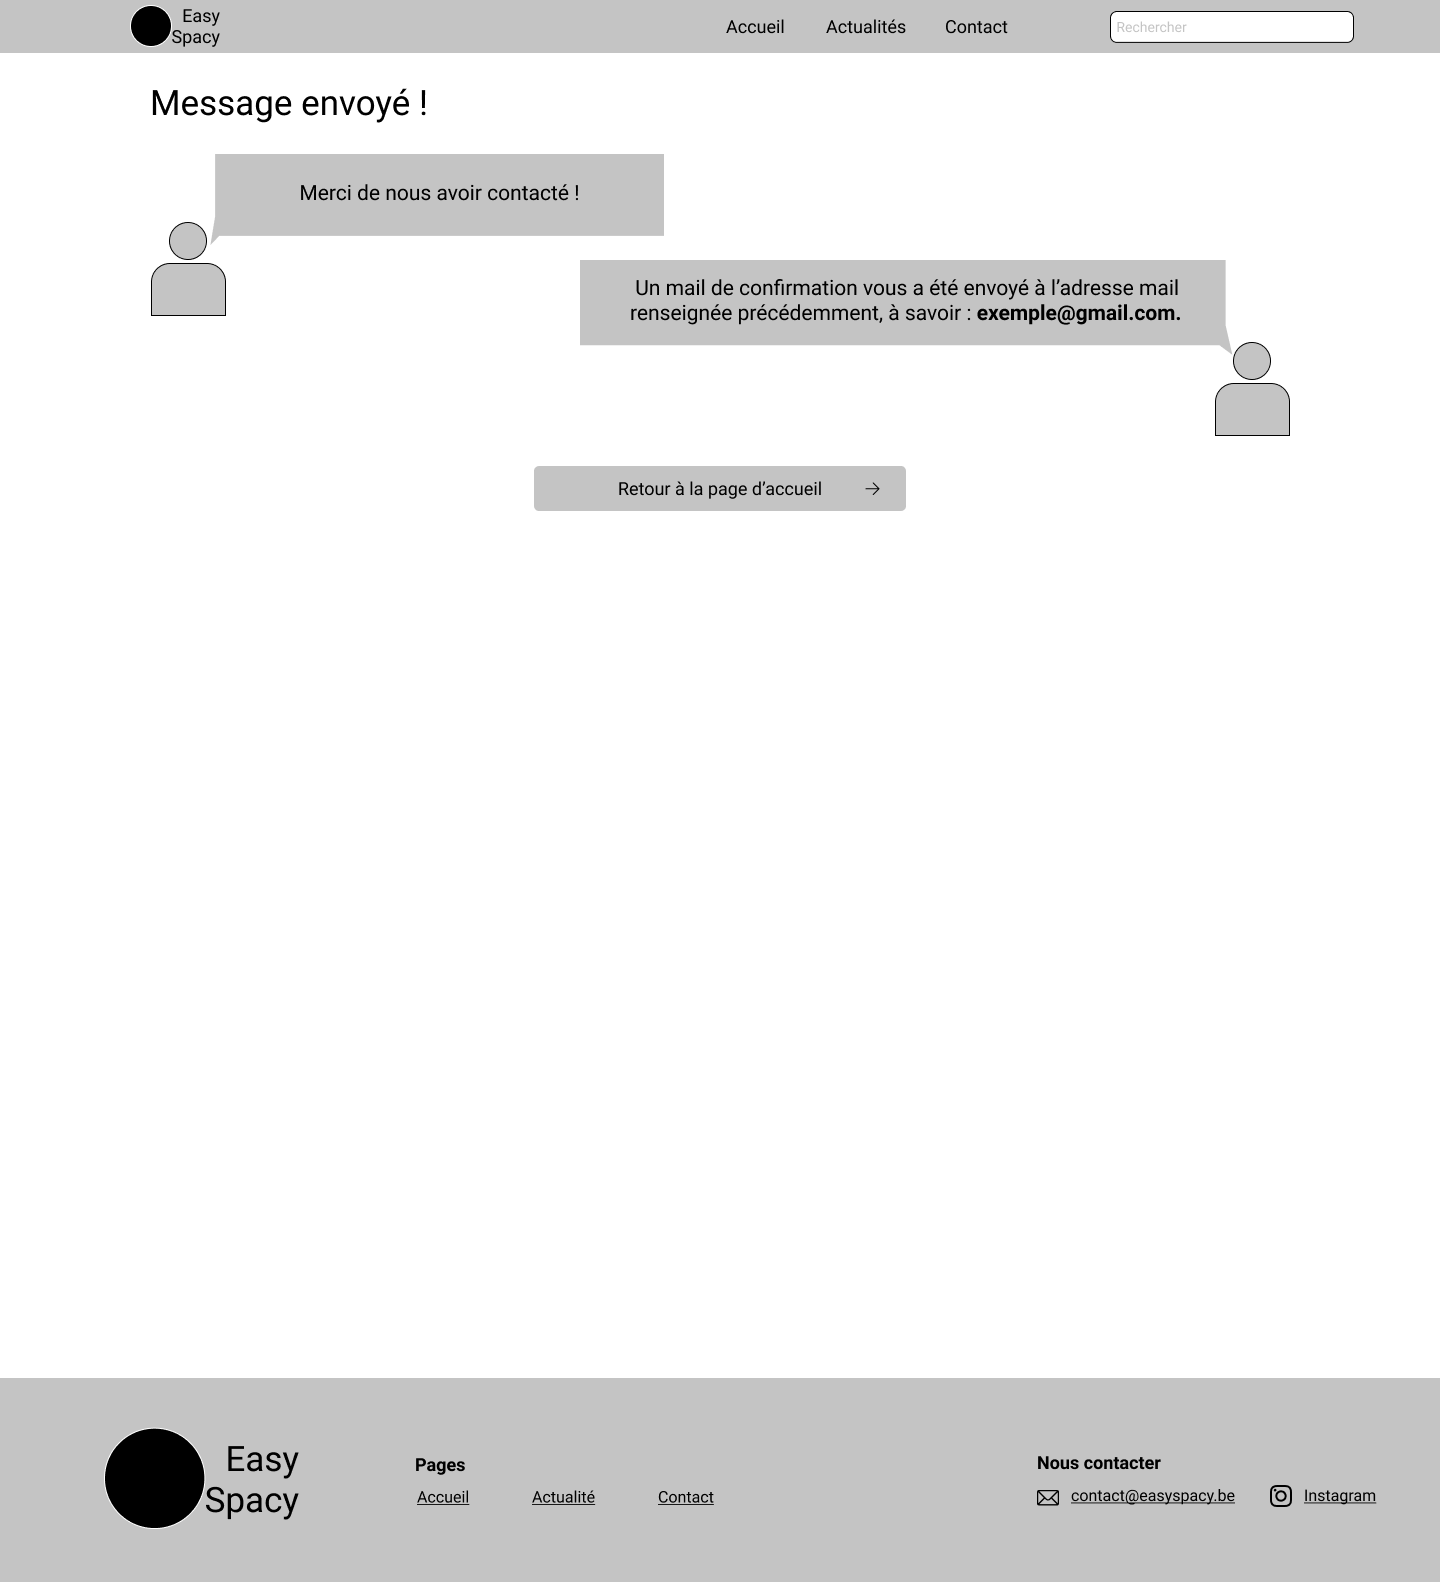 Easy
Spacy
Accueil
Actualités
Contact
Rechercher
Message envoyé !
Merci de nous avoir contacté !
Un mail de confirmation vous a été envoyé à l’adresse mail
renseignée précédemment, à savoir : exemple@gmail.com.
Retour à la page d’accueil
Easy
Spacy
Pages
Accueil
Actualité
Contact
Nous contacter
contact@easyspacy.be
Instagram